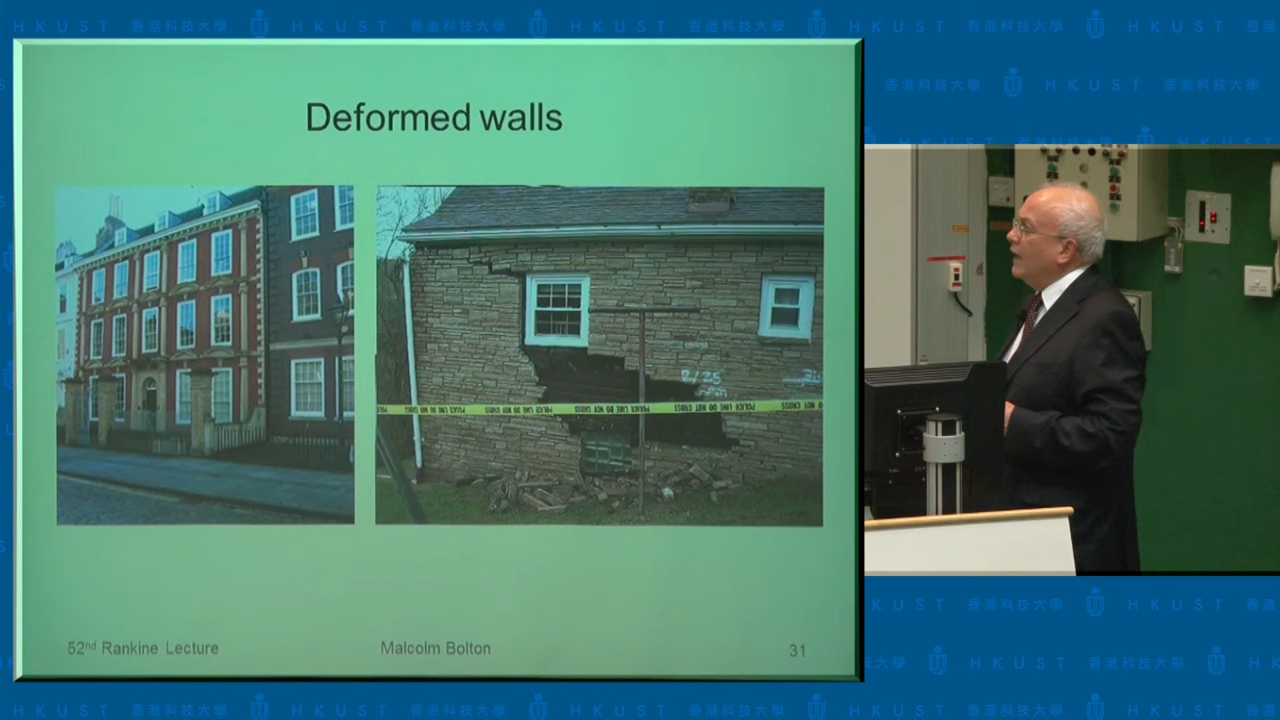 HKUST 香港科技大學
Deformed walls
POLICE LINE DO NOT CROSS
52nd Rankine Lecture
Malcolm Bolton
31